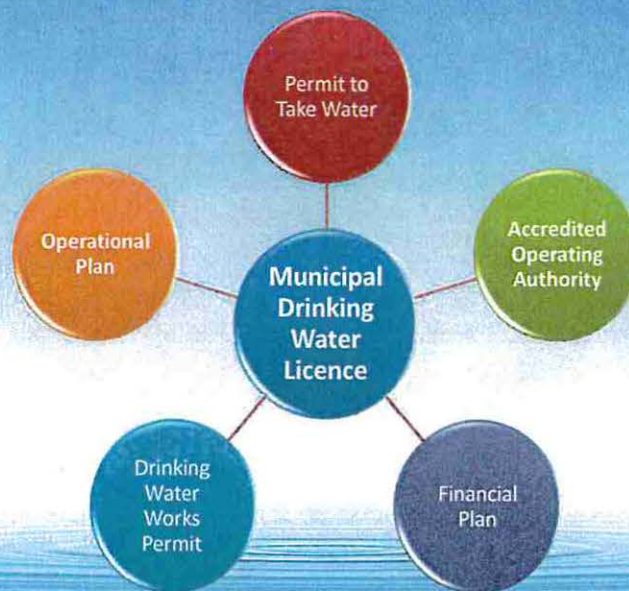 Permit to
Take Water
Operational
Plan
Accredited
Operating
Authority
Municipal
Drinking
Water
Licence
Drinking
Water
Works
Permit
Financial
Plan